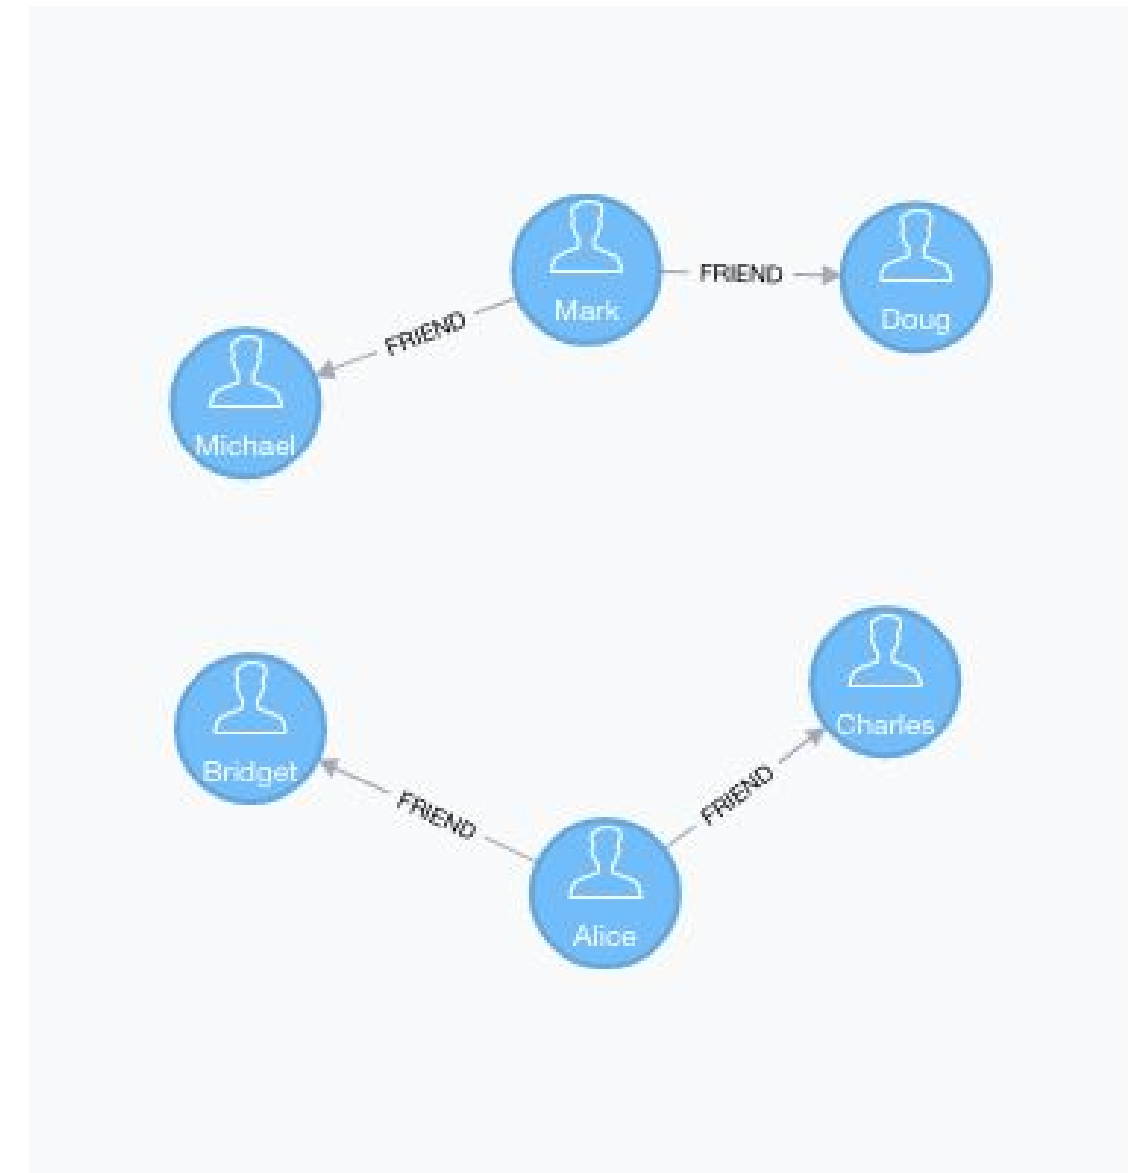 Mark
FRIEND
Doug
FRIEND
Michael
Charles
Bridget
FRIEND
FRIEND
Alice